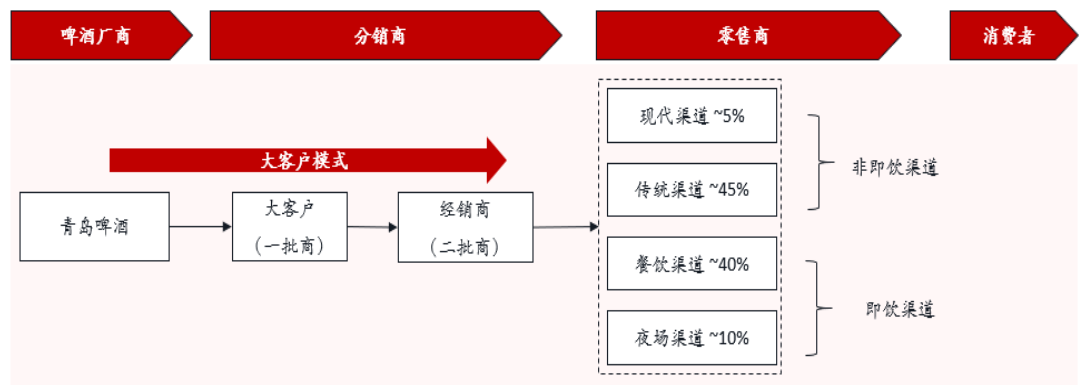 啤酒厂商
分销商
零售商
消费者
大客户模式
青岛啤酒
大客户
（一批商）
经销商
（二批商）
现代渠道 ~5%
传统渠道 ~45%
餐饮渠道 ~40%
夜场渠道 ~10%
非即饮渠道
即饮渠道